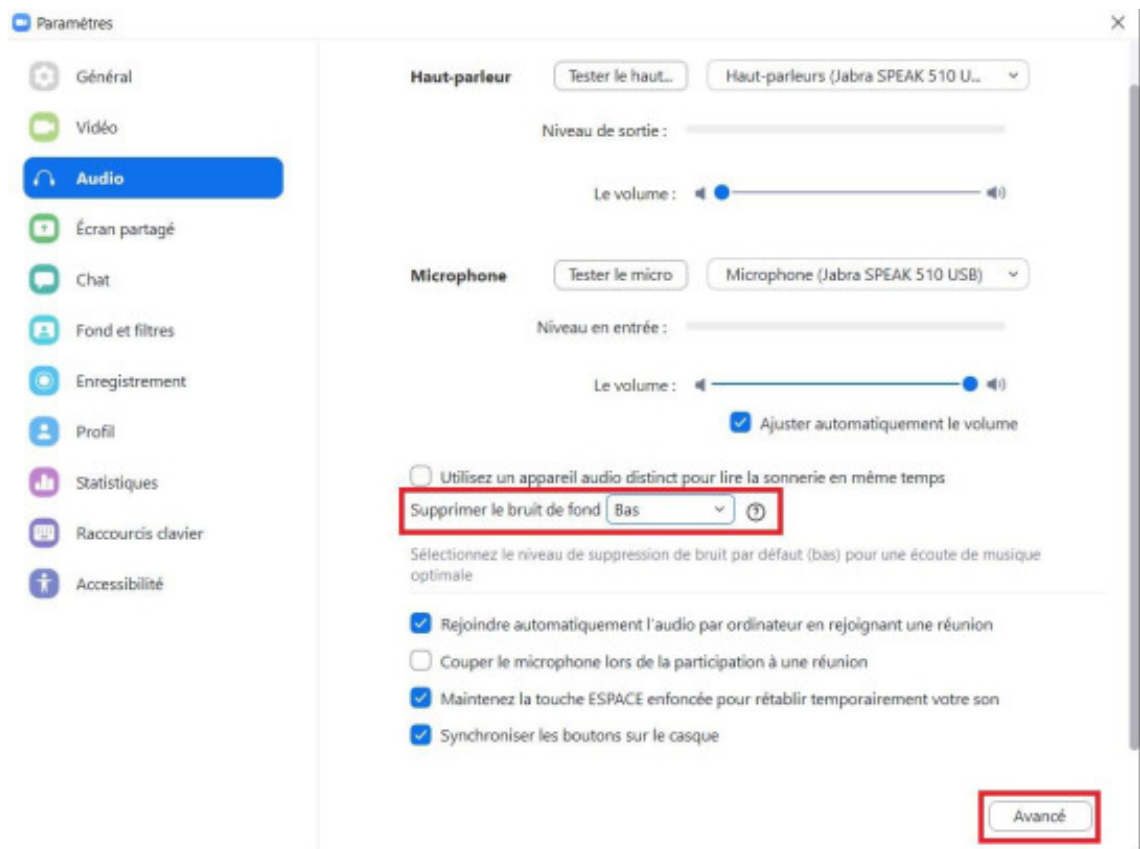 Paramètres
Général
Vidéo
Audio
Écran partagé
Chat
Fond et filtres
Enregistrement
Profil
Statistiques
Raccourcis clavier
Accessibilité
Haut-parleur Tester le haut... Haut-parleurs (Jabra SPEAK 510 U...
Niveau de sortie :
Le volume :
Microphone Tester le micro Microphone (Jabra SPEAK 510 USB)
Niveau en entrée :
Le volume :
Ajuster automatiquement le volume
Utilisez un appareil audio distinct pour lire la sonnerie en même temps
Supprimer le bruit de fond Bas
Sélectionnez le niveau de suppression de bruit par défaut (bas) pour une écoute de musique
optimale
Rejoindre automatiquement l'audio par ordinateur en rejoignant une réunion
Couper le microphone lors de la participation à une réunion
Maintenez la touche ESPACE enfoncée pour rétablir temporairement votre son
Synchroniser les boutons sur le casque
Avancé